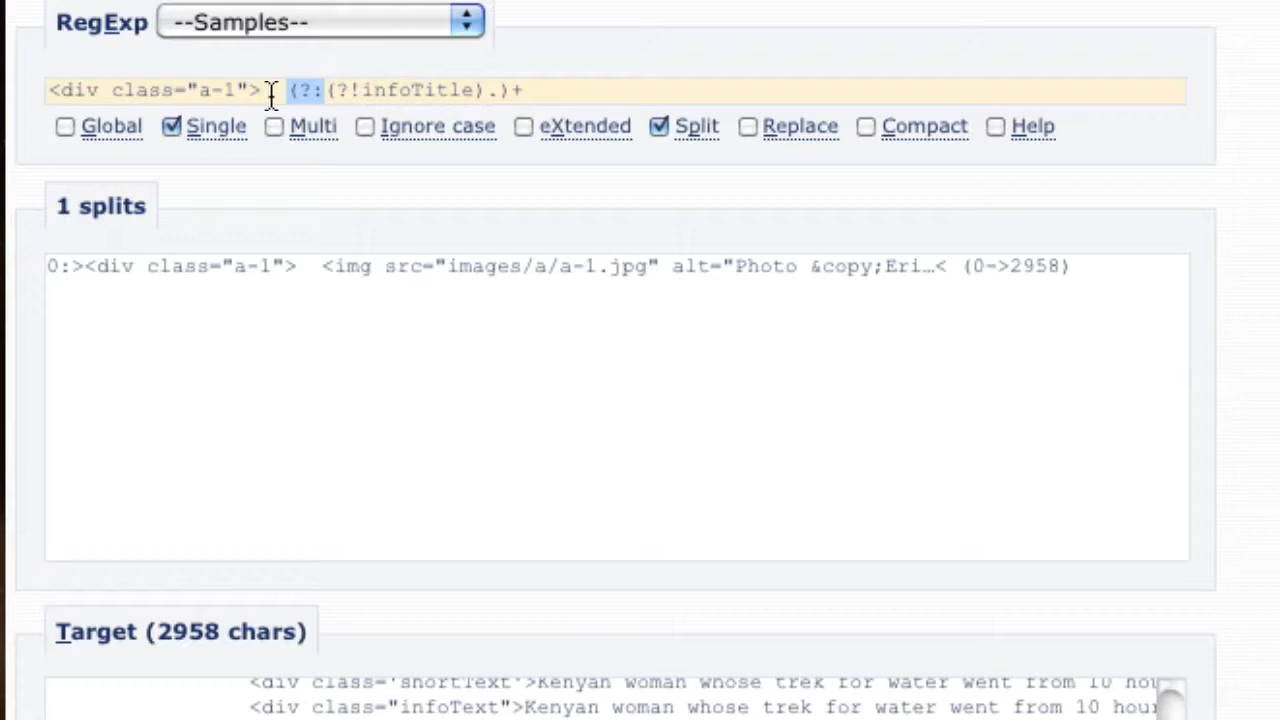 RegExp --Samples--
<div class="a-1">  (?:(?!infoTitle).)+
Global Single Multi Ignore case eXtended Split Replace Compact Help
1 splits
0:><div class="a-1">  <img src="images/a/a-1.jpg" alt="Photo &copy;Eri…< (0->2958)
Target (2958 chars)
<div class="shortText">Kenyan woman whose trek for water went from 10 hou
<div class="infoText">Kenyan woman whose trek for water went from 10 hour